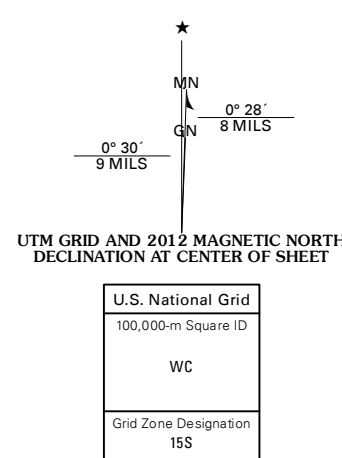 ★
MN
0° 28´
8 MILS
GN
0° 30´
9 MILS
UTM GRID AND 2012 MAGNETIC NORTH
DECLINATION AT CENTER OF SHEET
U.S. National Grid
100,000-m Square ID
WC
Grid Zone Designation
15S